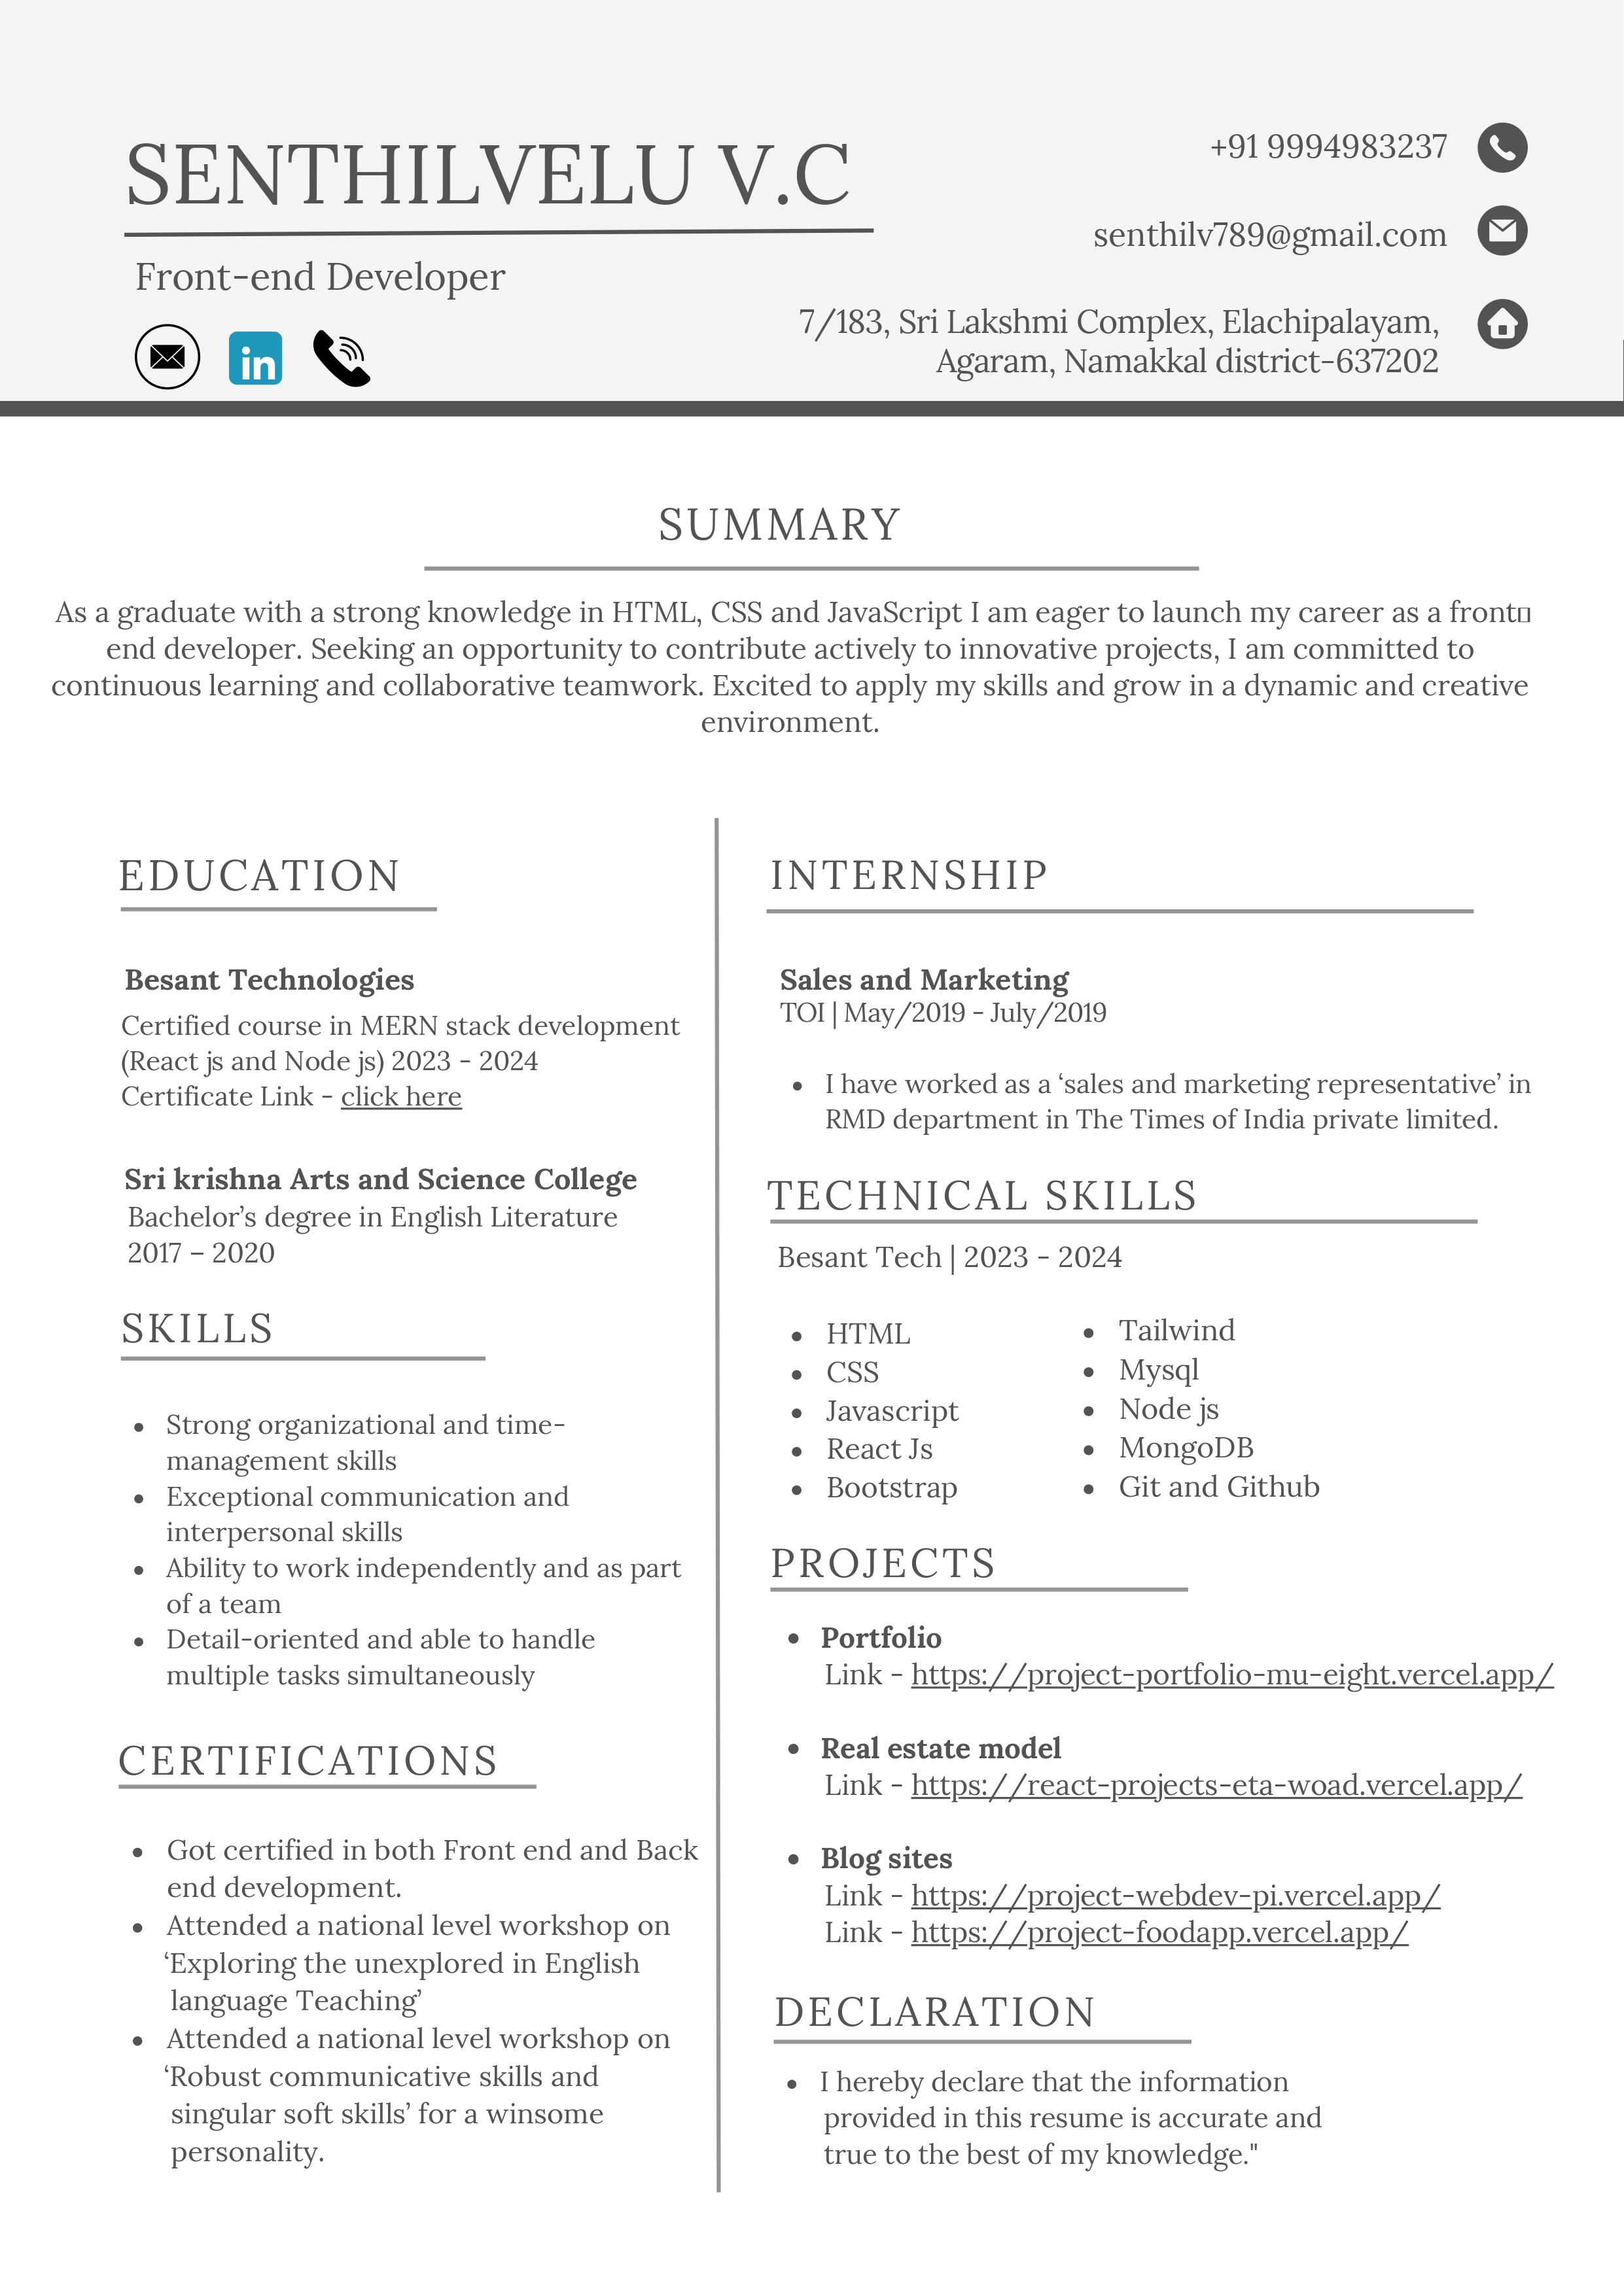 SENTHILVELU V.C
Front-end Developer
in
+91 9994983237
senthilv789@gmail.com
7/183, Sri Lakshmi Complex, Elachipalayam,
Agaram, Namakkal district-637202
SUMMARY
As a graduate with a strong knowledge in HTML, CSS and JavaScript I am eager to launch my career as a front▯
end developer. Seeking an opportunity to contribute actively to innovative projects, I am committed to
continuous learning and collaborative teamwork. Excited to apply my skills and grow in a dynamic and creative
environment.
EDUCATION
Besant Technologies
Certified course in MERN stack development
(React js and Node js) 2023 - 2024
Certificate Link - click here
Sri krishna Arts and Science College
Bachelor’s degree in English Literature
2017 – 2020
SKILLS
• Strong organizational and time-
management skills
• Exceptional communication and
interpersonal skills
• Ability to work independently and as part
of a team
• Detail-oriented and able to handle
multiple tasks simultaneously
CERTIFICATIONS
• Got certified in both Front end and Back
end development.
• Attended a national level workshop on
‘Exploring the unexplored in English
language Teaching’
• Attended a national level workshop on
‘Robust communicative skills and
singular soft skills’ for a winsome
personality.
INTERNSHIP
Sales and Marketing
TOI | May/2019 - July/2019
• I have worked as a ‘sales and marketing representative’ in
RMD department in The Times of India private limited.
TECHNICAL SKILLS
Besant Tech | 2023 - 2024
• HTML
• CSS
• Javascript
• React Js
• Bootstrap
• Tailwind
• Mysql
• Node js
• MongoDB
• Git and Github
PROJECTS
• Portfolio
Link - https://project-portfolio-mu-eight.vercel.app/
• Real estate model
Link - https://react-projects-eta-woad.vercel.app/
• Blog sites
Link - https://project-webdev-pi.vercel.app/
Link - https://project-foodapp.vercel.app/
DECLARATION
• I hereby declare that the information
provided in this resume is accurate and
true to the best of my knowledge."